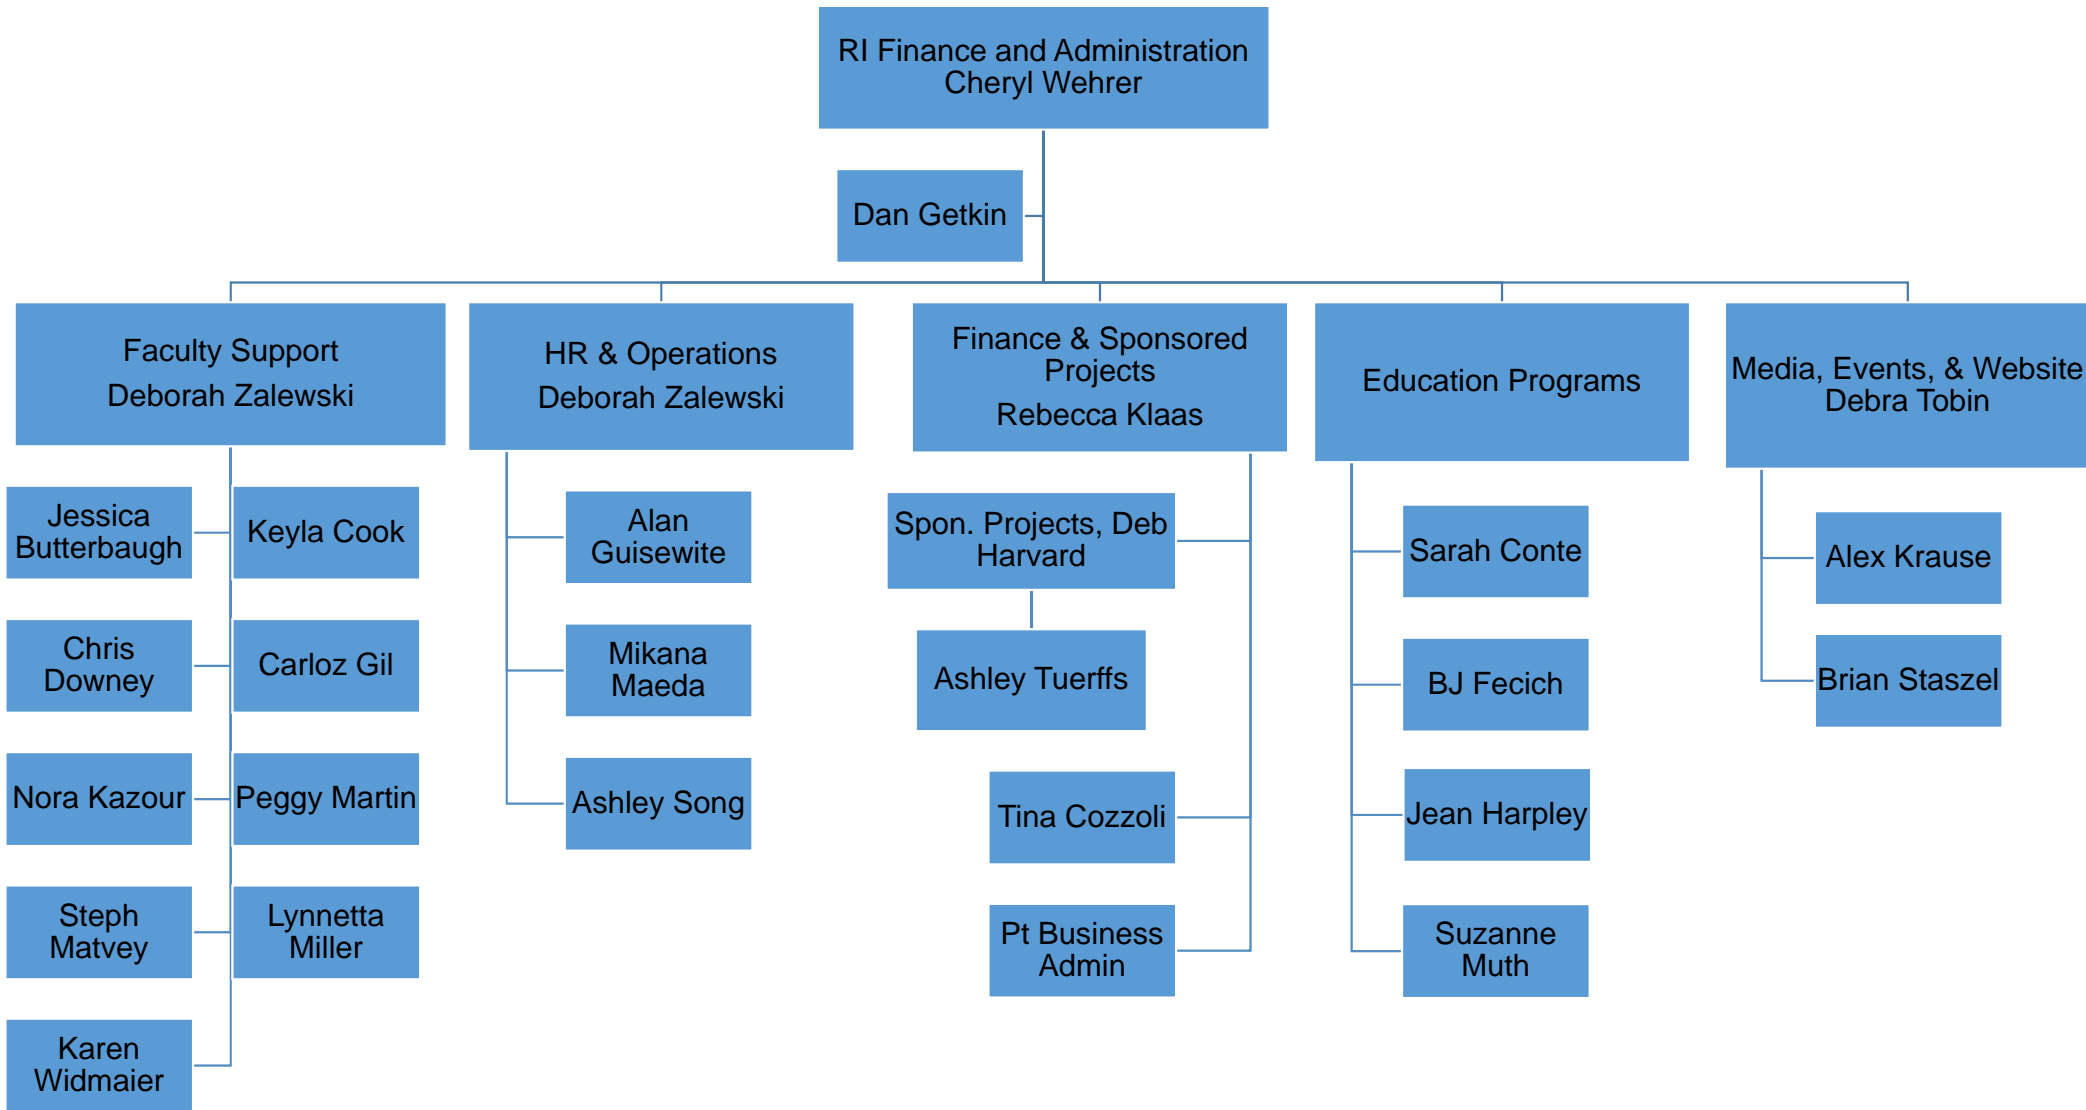 RI Finance and Administration
Cheryl Wehrer
Dan Getkin
Faculty Support
Deborah Zalewski
HR & Operations
Deborah Zalewski
Finance & Sponsored
Projects
Rebecca Klaas
Education Programs
Media, Events, & Website
Debra Tobin
Jessica
Butterbaugh
Keyla Cook
Chris
Downey
Carloz Gil
Nora Kazour
Peggy Martin
Steph
Matvey
Lynnetta
Miller
Karen
Widmaier
Alan
Guisewite
Mikana
Maeda
Ashley Song
Spon. Projects, Deb
Harvard
Ashley Tuerffs
Tina Cozzoli
Pt Business
Admin
Sarah Conte
BJ Fecich
Jean Harpley
Suzanne
Muth
Alex Krause
Brian Staszel